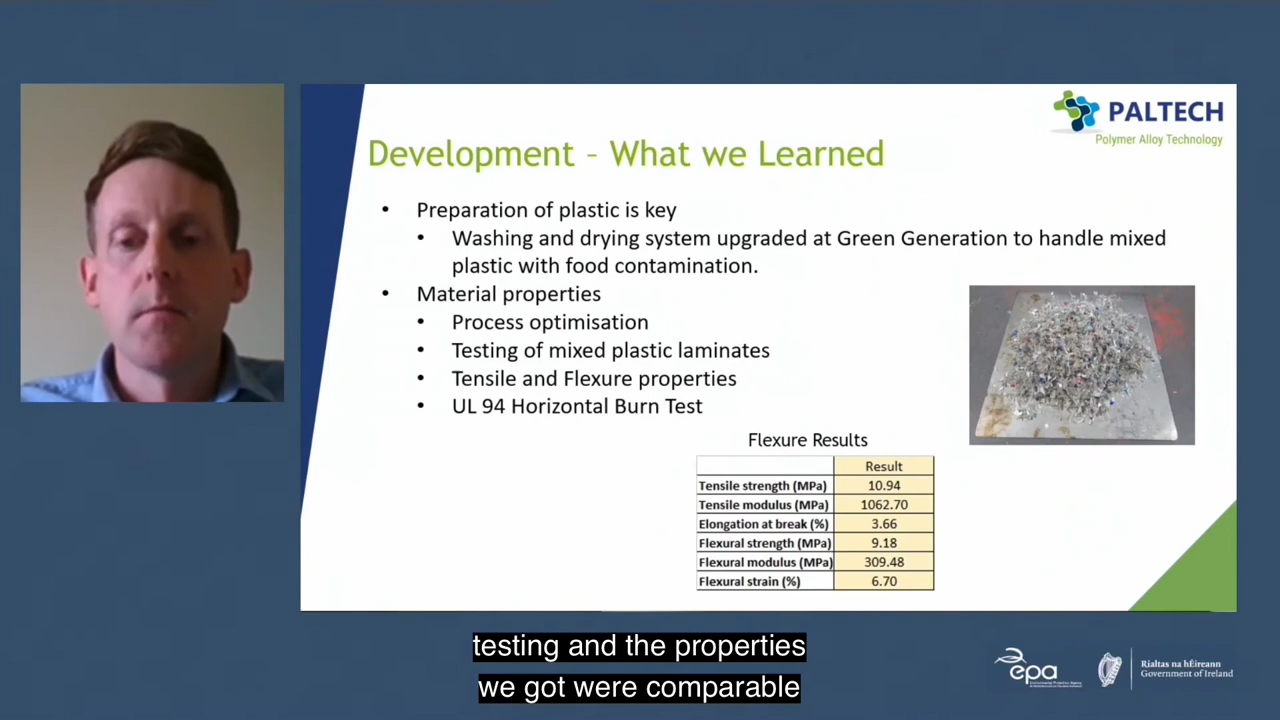 PALTECH
Polymer Alloy Technology
Development – What we Learned
• Preparation of plastic is key
• Washing and drying system upgraded at Green Generation to handle mixed
plastic with food contamination.
• Material properties
• Process optimisation
• Testing of mixed plastic laminates
• Tensile and Flexure properties
• UL 94 Horizontal Burn Test
Flexure Results
Result
Tensile strength (MPa) 10.94
Tensile modulus (MPa) 1062.70
Elongation at break (%) 3.66
Flexural strength (MPa) 9.18
Flexural modulus (MPa) 309.48
Flexural strain (%) 6.70
testing and the properties
we got were comparable
epa
Rialtas na hÉireann
Government of Ireland